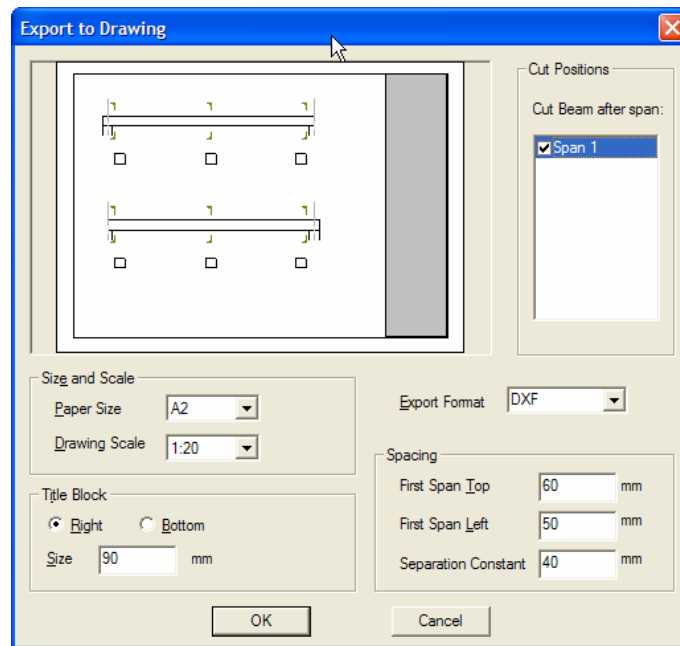 Export to Drawing
Cut Positions
Cut Beam after span:
Span 1
Size and Scale
Paper Size A2
Drawing Scale 1:20
Export Format DXF
Title Block
Right Bottom
Size 90 mm
Spacing
First Span Top 60 mm
First Span Left 50 mm
Separation Constant 40 mm
OK Cancel